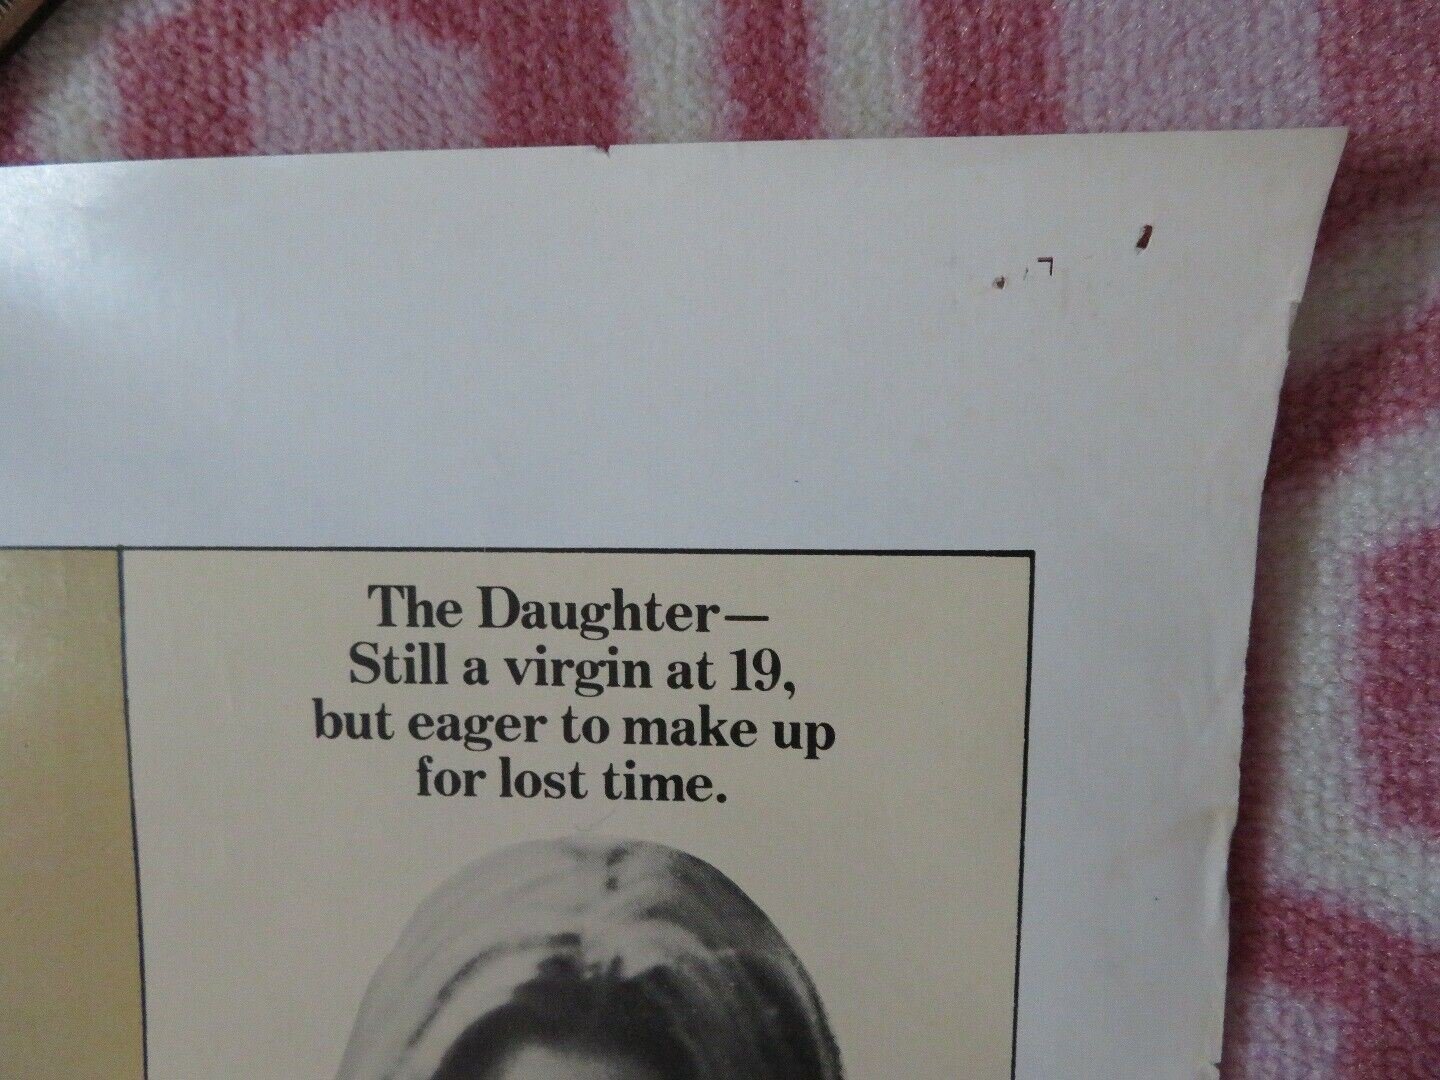 The Daughter—
Still a virgin at 19,
but eager to make up
for lost time.